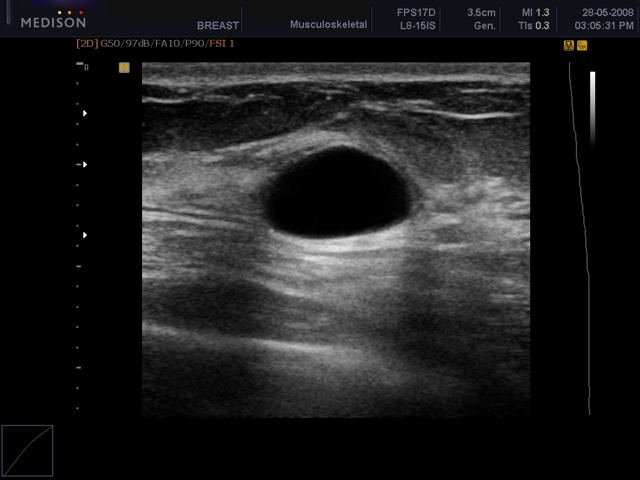 MEDISON
BREAST
Musculoskeletal
FPS17D
L8-15IS
3.5cm
Gen.
MI 1.3
TIs 0.3
28-05-2008
03:05:31 PM
[2D] G50/97dB/FA10/P90/FSI 1
0